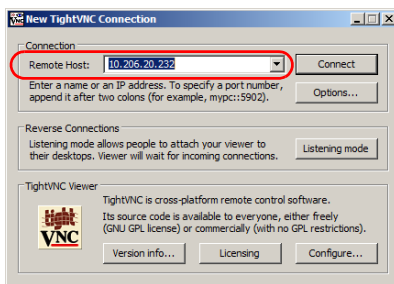 New TightVNC Connection
Connection
Remote Host: 10.206.20.232 Connect
Enter a name or an IP address. To specify a port number,
append it after two colons (for example, mypc::5902). Options...
Reverse Connections
Listening mode allows people to attach your viewer to
their desktops. Viewer will wait for incoming connections. Listening mode
TightVNC Viewer
TightVNC is cross-platform remote control software.
Its source code is available to everyone, either freely
(GNU GPL license) or commercially (with no GPL restrictions).
tight
VNC
Version info... Licensing Configure...